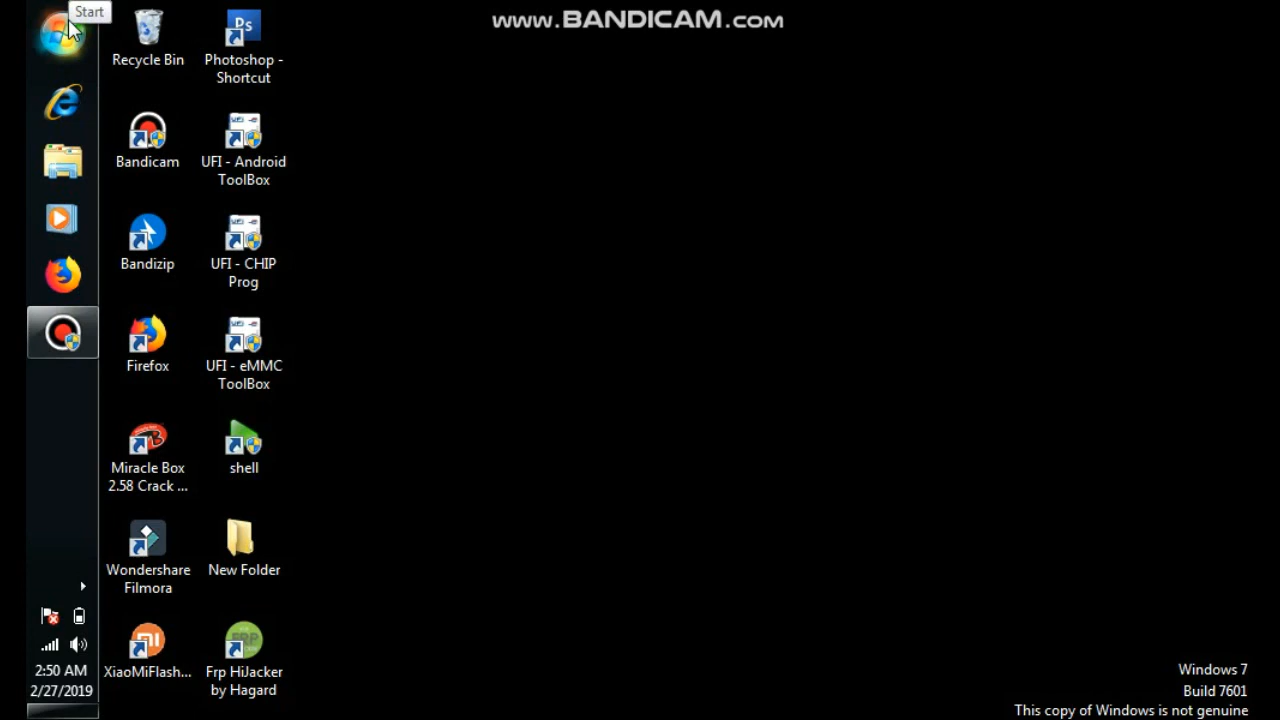 Start
www.BANDICAM.com
Recycle Bin
Photoshop -
Shortcut
Ps
Bandicam
UFI - Android
ToolBox
Bandizip
UFI - CHIP
Prog
Firefox
UFI - eMMC
ToolBox
Miracle Box
2.58 Crack ...
shell
Wondershare
Filmora
New Folder
XiaoMiFlash...
Frp HiJacker
by Hagard
FRP
2:50 AM
2/27/2019
Windows 7
Build 7601
This copy of Windows is not genuine